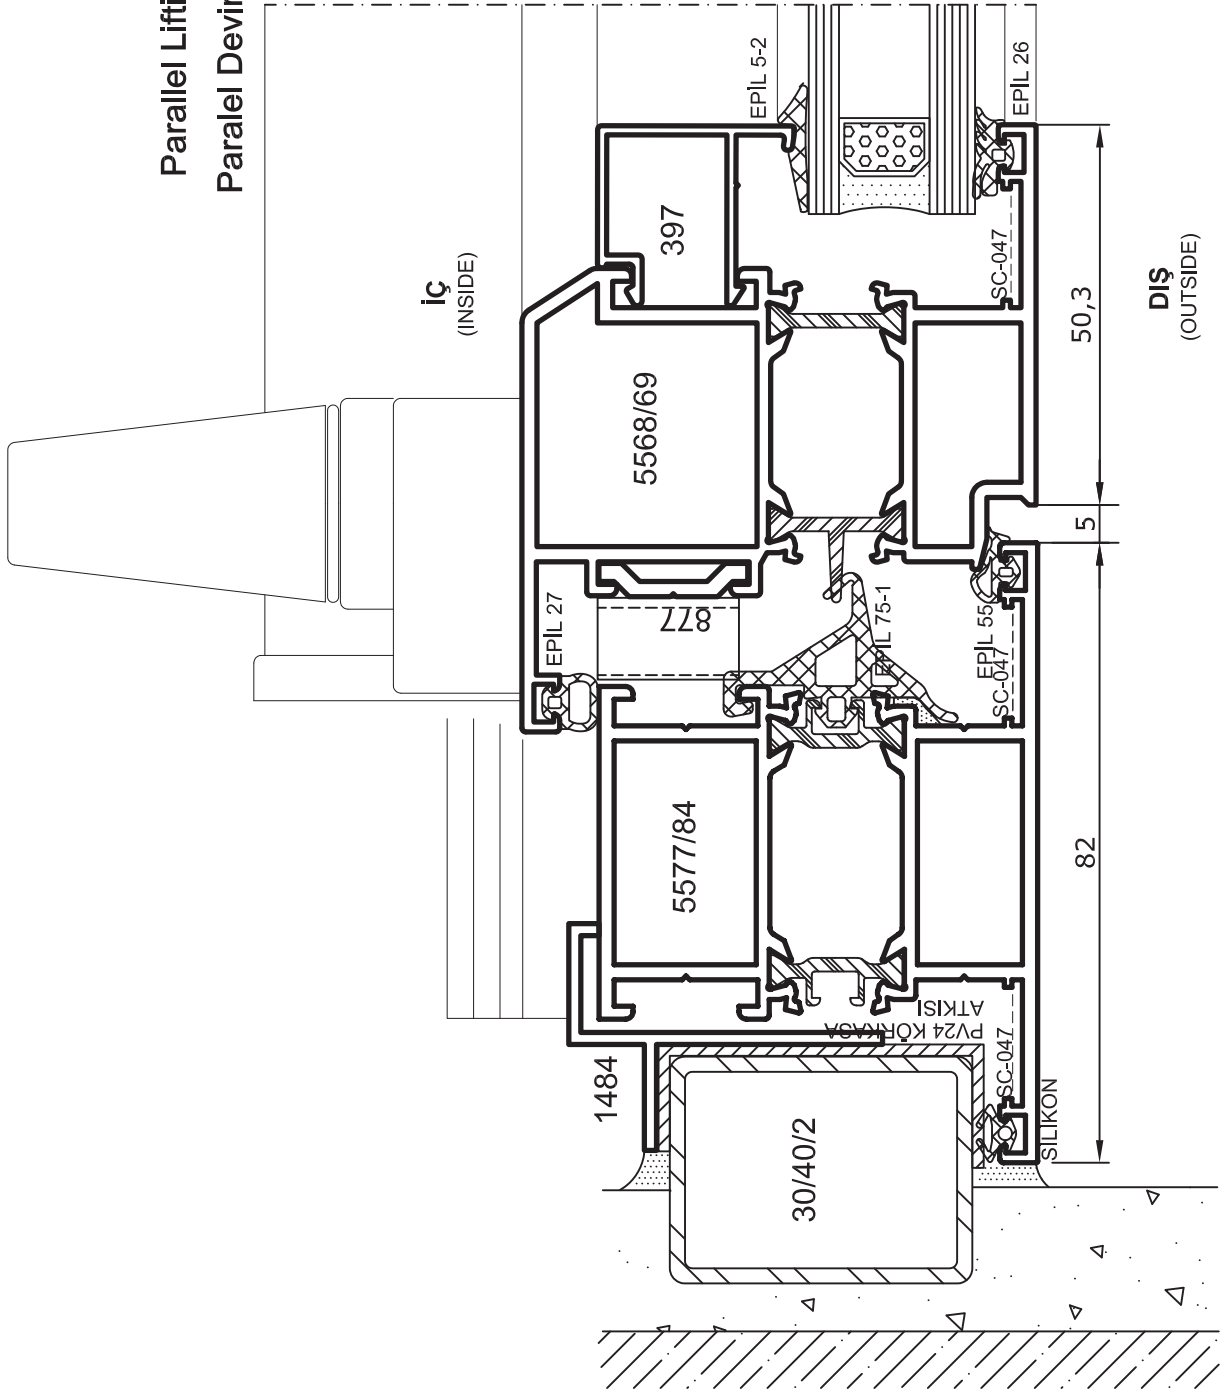 Parallel Lifti
Paralel Devir
İÇ
(INSIDE)
EPİL 5-2
EPİL 26
397
SC-047
50,3
DIŞ
(OUTSIDE)
5568/69
5
EPİL 27
877
EPİL 75-1
EPİL 55
SC-047
5577/84
82
PV24 KÖRKASA
ATKISI
SC-047
1484
SİLİKON
30/40/2